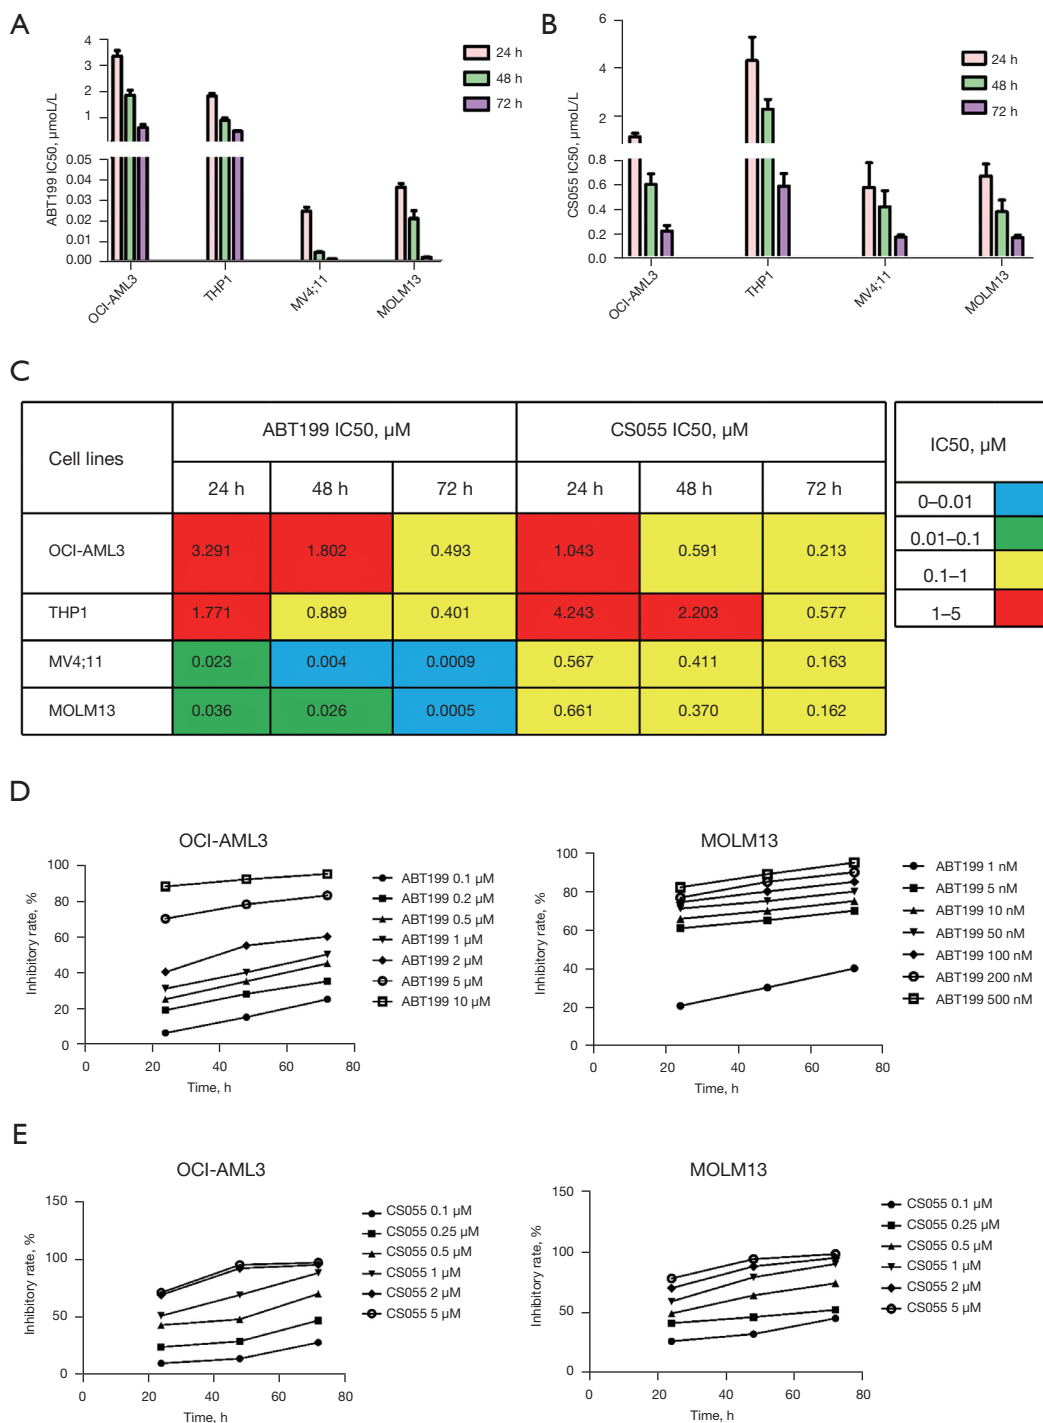 A
4
3
2
1
0.05
0.04
0.03
0.02
0.01
0.00
ABT199 IC50, µmoL/L
OCI-AML3
THP1
MV4;11
MOLM13
24 h
48 h
72 h
B
6
4
2
0.8
0.6
0.4
0.2
0.0
CS055 IC50, µmoL/L
OCI-AML3
THP1
MV4;11
MOLM13
24 h
48 h
72 h
C
Cell lines ABT199 IC50, µM CS055 IC50, µM
24 h 48 h 72 h 24 h 48 h 72 h
OCI-AML3 3.291 1.802 0.493 1.043 0.591 0.213
THP1 1.771 0.889 0.401 4.243 2.203 0.577
MV4;11 0.023 0.004 0.0009 0.567 0.411 0.163
MOLM13 0.036 0.026 0.0005 0.661 0.370 0.162
IC50, µM
0–0.01
0.01–0.1
0.1–1
1–5
D
OCI-AML3
100
80
60
40
20
0
Inhibitory rate, %
0 20 40 60 80
Time, h
ABT199 0.1 µM
ABT199 0.2 µM
ABT199 0.5 µM
ABT199 1 µM
ABT199 2 µM
ABT199 5 µM
ABT199 10 µM
MOLM13
100
80
60
40
20
0
Inhibitory rate, %
0 20 40 60 80
Time, h
ABT199 1 nM
ABT199 5 nM
ABT199 10 nM
ABT199 50 nM
ABT199 100 nM
ABT199 200 nM
ABT199 500 nM
E
OCI-AML3
150
100
50
0
Inhibitory rate, %
0 20 40 60 80
Time, h
CS055 0.1 µM
CS055 0.25 µM
CS055 0.5 µM
CS055 1 µM
CS055 2 µM
CS055 5 µM
MOLM13
150
100
50
0
Inhibitory rate, %
0 20 40 60 80
Time, h
CS055 0.1 µM
CS055 0.25 µM
CS055 0.5 µM
CS055 1 µM
CS055 2 µM
CS055 5 µM